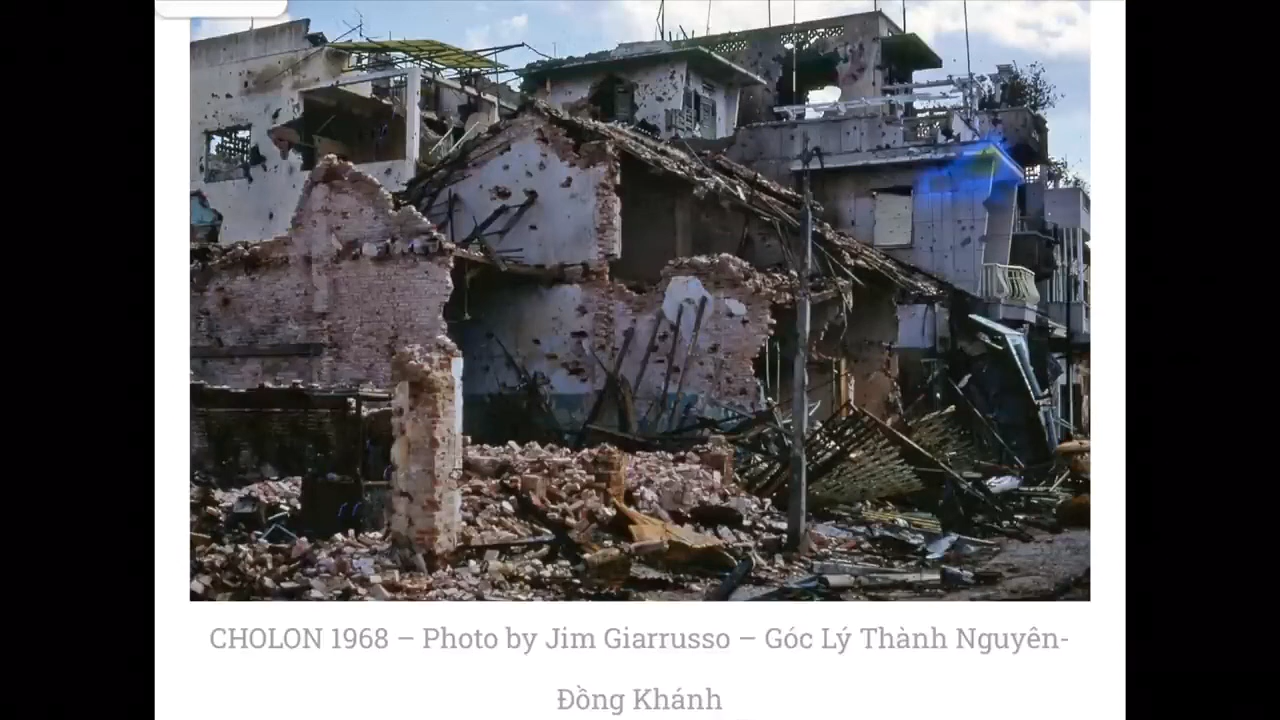 CHOLON 1968 – Photo by Jim Giarrusso – Góc Lý Thành Nguyên-
Đồng Khánh